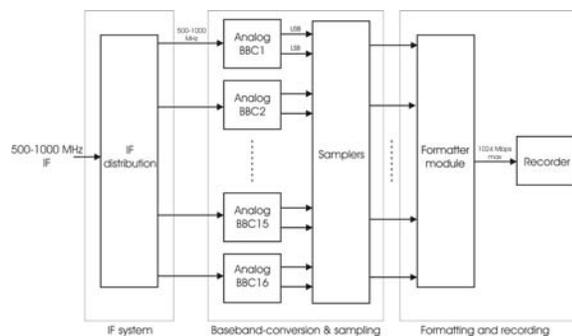 500-1000 MHz
IF
IF
distribution
500-1000
MHz
Analog
BBC1
USB
LSB
Analog
BBC2
Analog
BBC15
Analog
BBC16
Samplers
Formatter
module
1024 Mbps
max
Recorder
IF system
Baseband-conversion & sampling
Formatting and recording